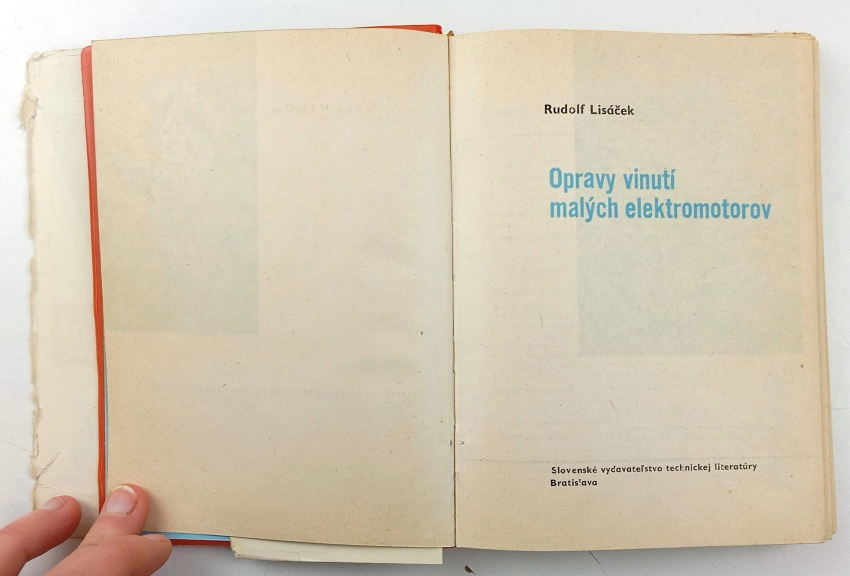 Rudolf Lisáček
Opravy vinutí
malých elektromotorov
Slovenské vydavateľstvo technickej literatúry
Bratislava